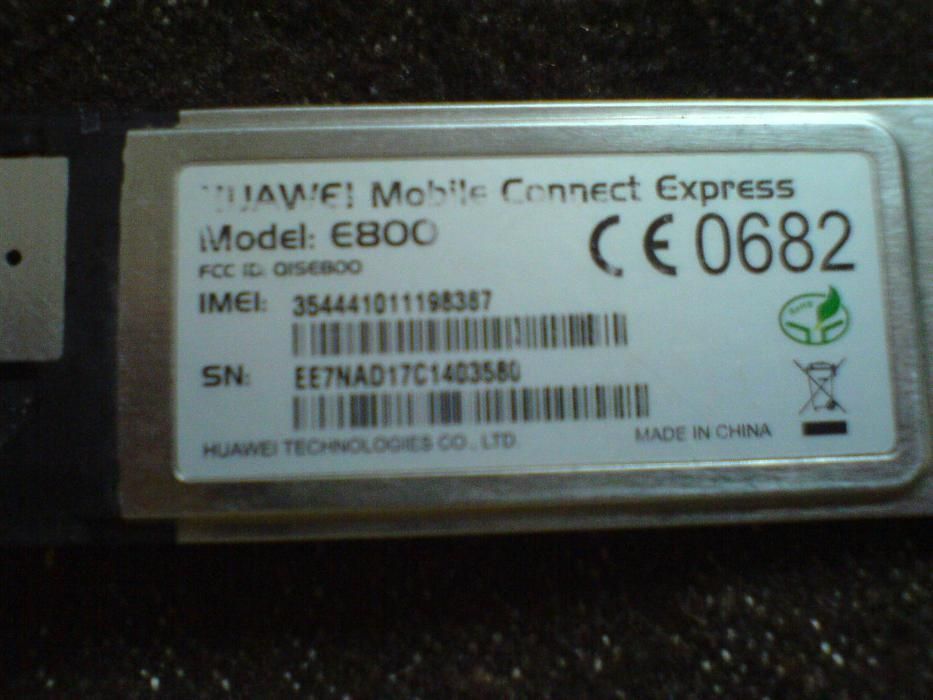 HUAWEI Mobile Connect Express
Model: E800
CE 0682
FCC ID: QISE800
IMEI: 354441011198387
SN: EE7NAD17C1403580
HUAWEI TECHNOLOGIES CO., LTD.
MADE IN CHINA